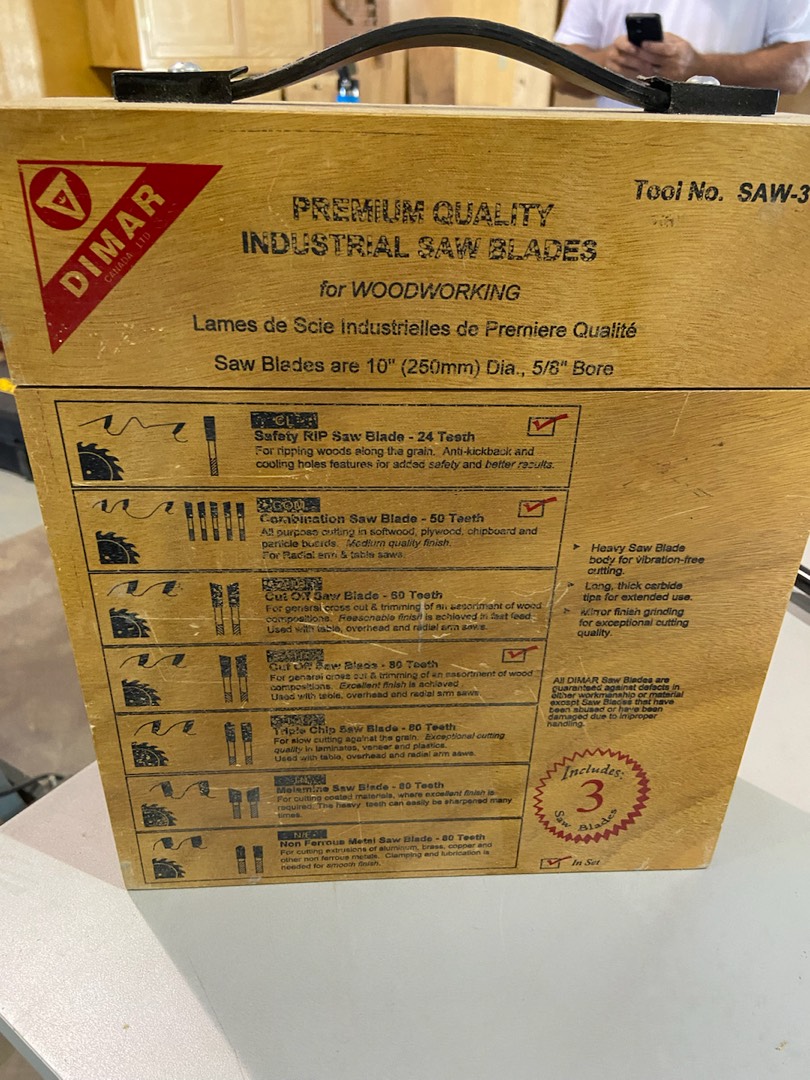 DIMAR
CANADA LTD
Tool No. SAW-3
PREMIUM QUALITY
INDUSTRIAL SAW BLADES
for WOODWORKING
Lames de Scie Industrielles de Premiere Qualité
Saw Blades are 10" (250mm) Dia., 5/8" Bore
Safety RIP Saw Blade - 24 Teeth
For ripping woods along the grain. Anti-kickback and
cooling holes features for added safety and better results.
Combination Saw Blade - 50 Teeth
All purpose cutting in softwood, plywood, chipboard and
particle boards. Medium quality finish.
For Radial arm & table saws.
Cut Off Saw Blade - 60 Teeth
For general cross cut & trimming of an assortment of wood
compositions. Reasonable finish is achieved in fast feed.
Used with table, overhead and radial arm saws.
Cut Off Saw Blade - 80 Teeth
For general cross cut & trimming of an assortment of wood
compositions. Excellent finish is achieved
Used with table, overhead and radial arm saws.
Triple Chip Saw Blade - 80 Teeth
For slow cutting against the grain. Exceptional cutting
quality in laminates, veneer and plastics.
Used with table, overhead and radial arm saws.
Melamine Saw Blade - 80 Teeth
For cutting coated materials, where excellent finish is
required. The heavy teeth can easily be sharpened many
times.
Non Ferrous Metal Saw Blade - 80 Teeth
For cutting extrusions of aluminum, brass, copper and
other non ferrous metals. Clamping and lubrication is
needed for smooth finish.
Heavy Saw Blade
body for vibration-free
cutting.
Long, thick carbide
tips for extended use.
Mirror finish grinding
for exceptional cutting
quality.
All DIMAR Saw Blades are
guaranteed against defects in
either workmanship or material
except Saw Blades that have
been abused or have been
damaged due to improper
handling.
Includes:
3
Saw Blades
In Set